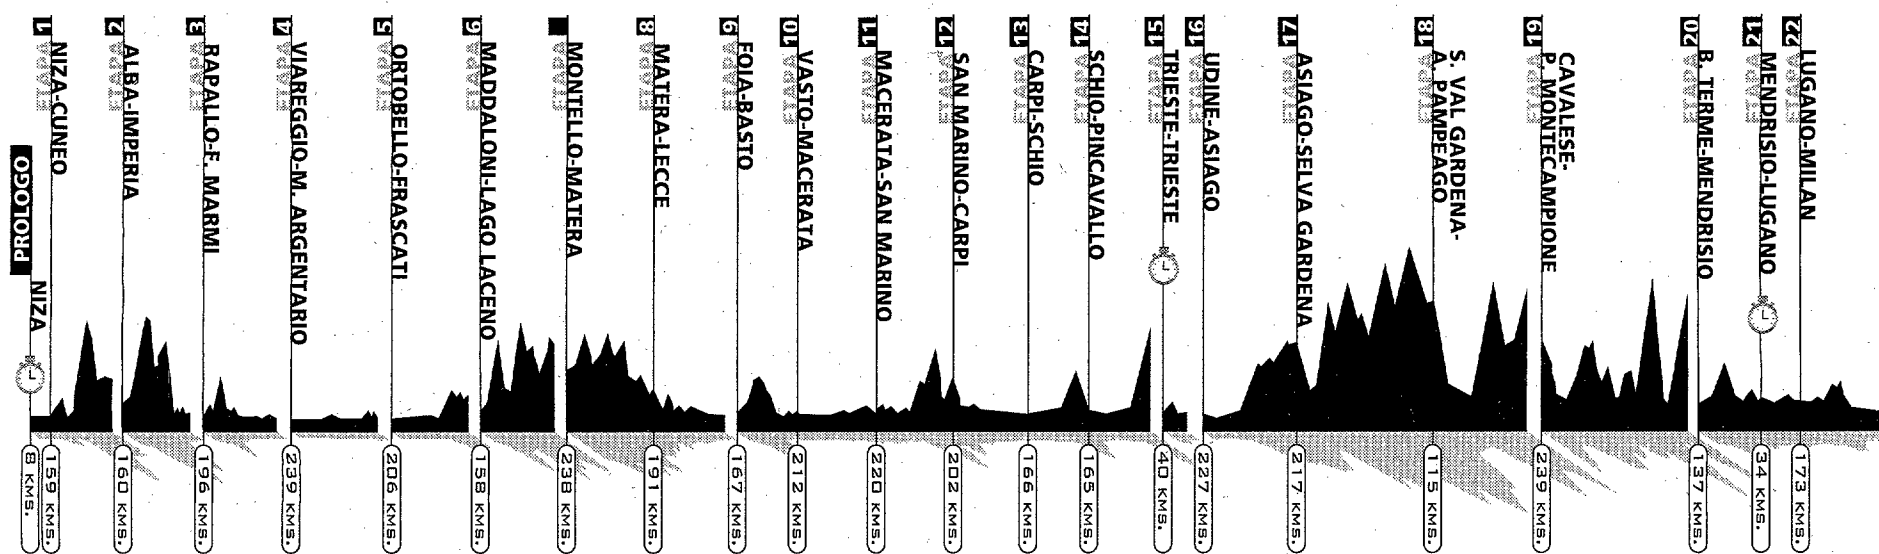 PROLOGO
NIZA
8 KMS.
1
ETAPA
NIZA-CUNEO
159 KMS.
2
ETAPA
ALBA-IMPERIA
160 KMS.
3
ETAPA
RAPALLO-F. MARMI
196 KMS.
4
ETAPA
VIAREGGIO-M. ARGENTARIO
239 KMS.
5
ETAPA
ORTOBELLO-FRASCATI
206 KMS.
6
ETAPA
MADDALONI-LAGO LACENO
158 KMS.
MONTELLO-MATERA
238 KMS.
8
ETAPA
MATERA-LECCE
191 KMS.
9
ETAPA
FOIA-BASTO
167 KMS.
10
ETAPA
VASTO-MACERATA
212 KMS.
11
ETAPA
MACERATA-SAN MARINO
220 KMS.
12
ETAPA
SAN MARINO-CARPI
202 KMS.
13
ETAPA
CARPI-SCHIO
166 KMS.
14
ETAPA
SCHIO-PINCAVALLO
165 KMS.
15
ETAPA
TRIESTE-TRIESTE
40 KMS.
16
ETAPA
UDINE-ASIAGO
227 KMS.
17
ETAPA
ASIAGO-SELVA GARDENA
217 KMS.
18
ETAPA
S. VAL GARDENA-
A. PAMPEAGO
115 KMS.
19
ETAPA
CAVALESE-
P. MONTECAMPIONE
239 KMS.
20
ETAPA
B. TERME-MENDRISIO
137 KMS.
21
ETAPA
MENDRISIO-LUGANO
34 KMS.
22
ETAPA
LUGANO-MILAN
173 KMS.